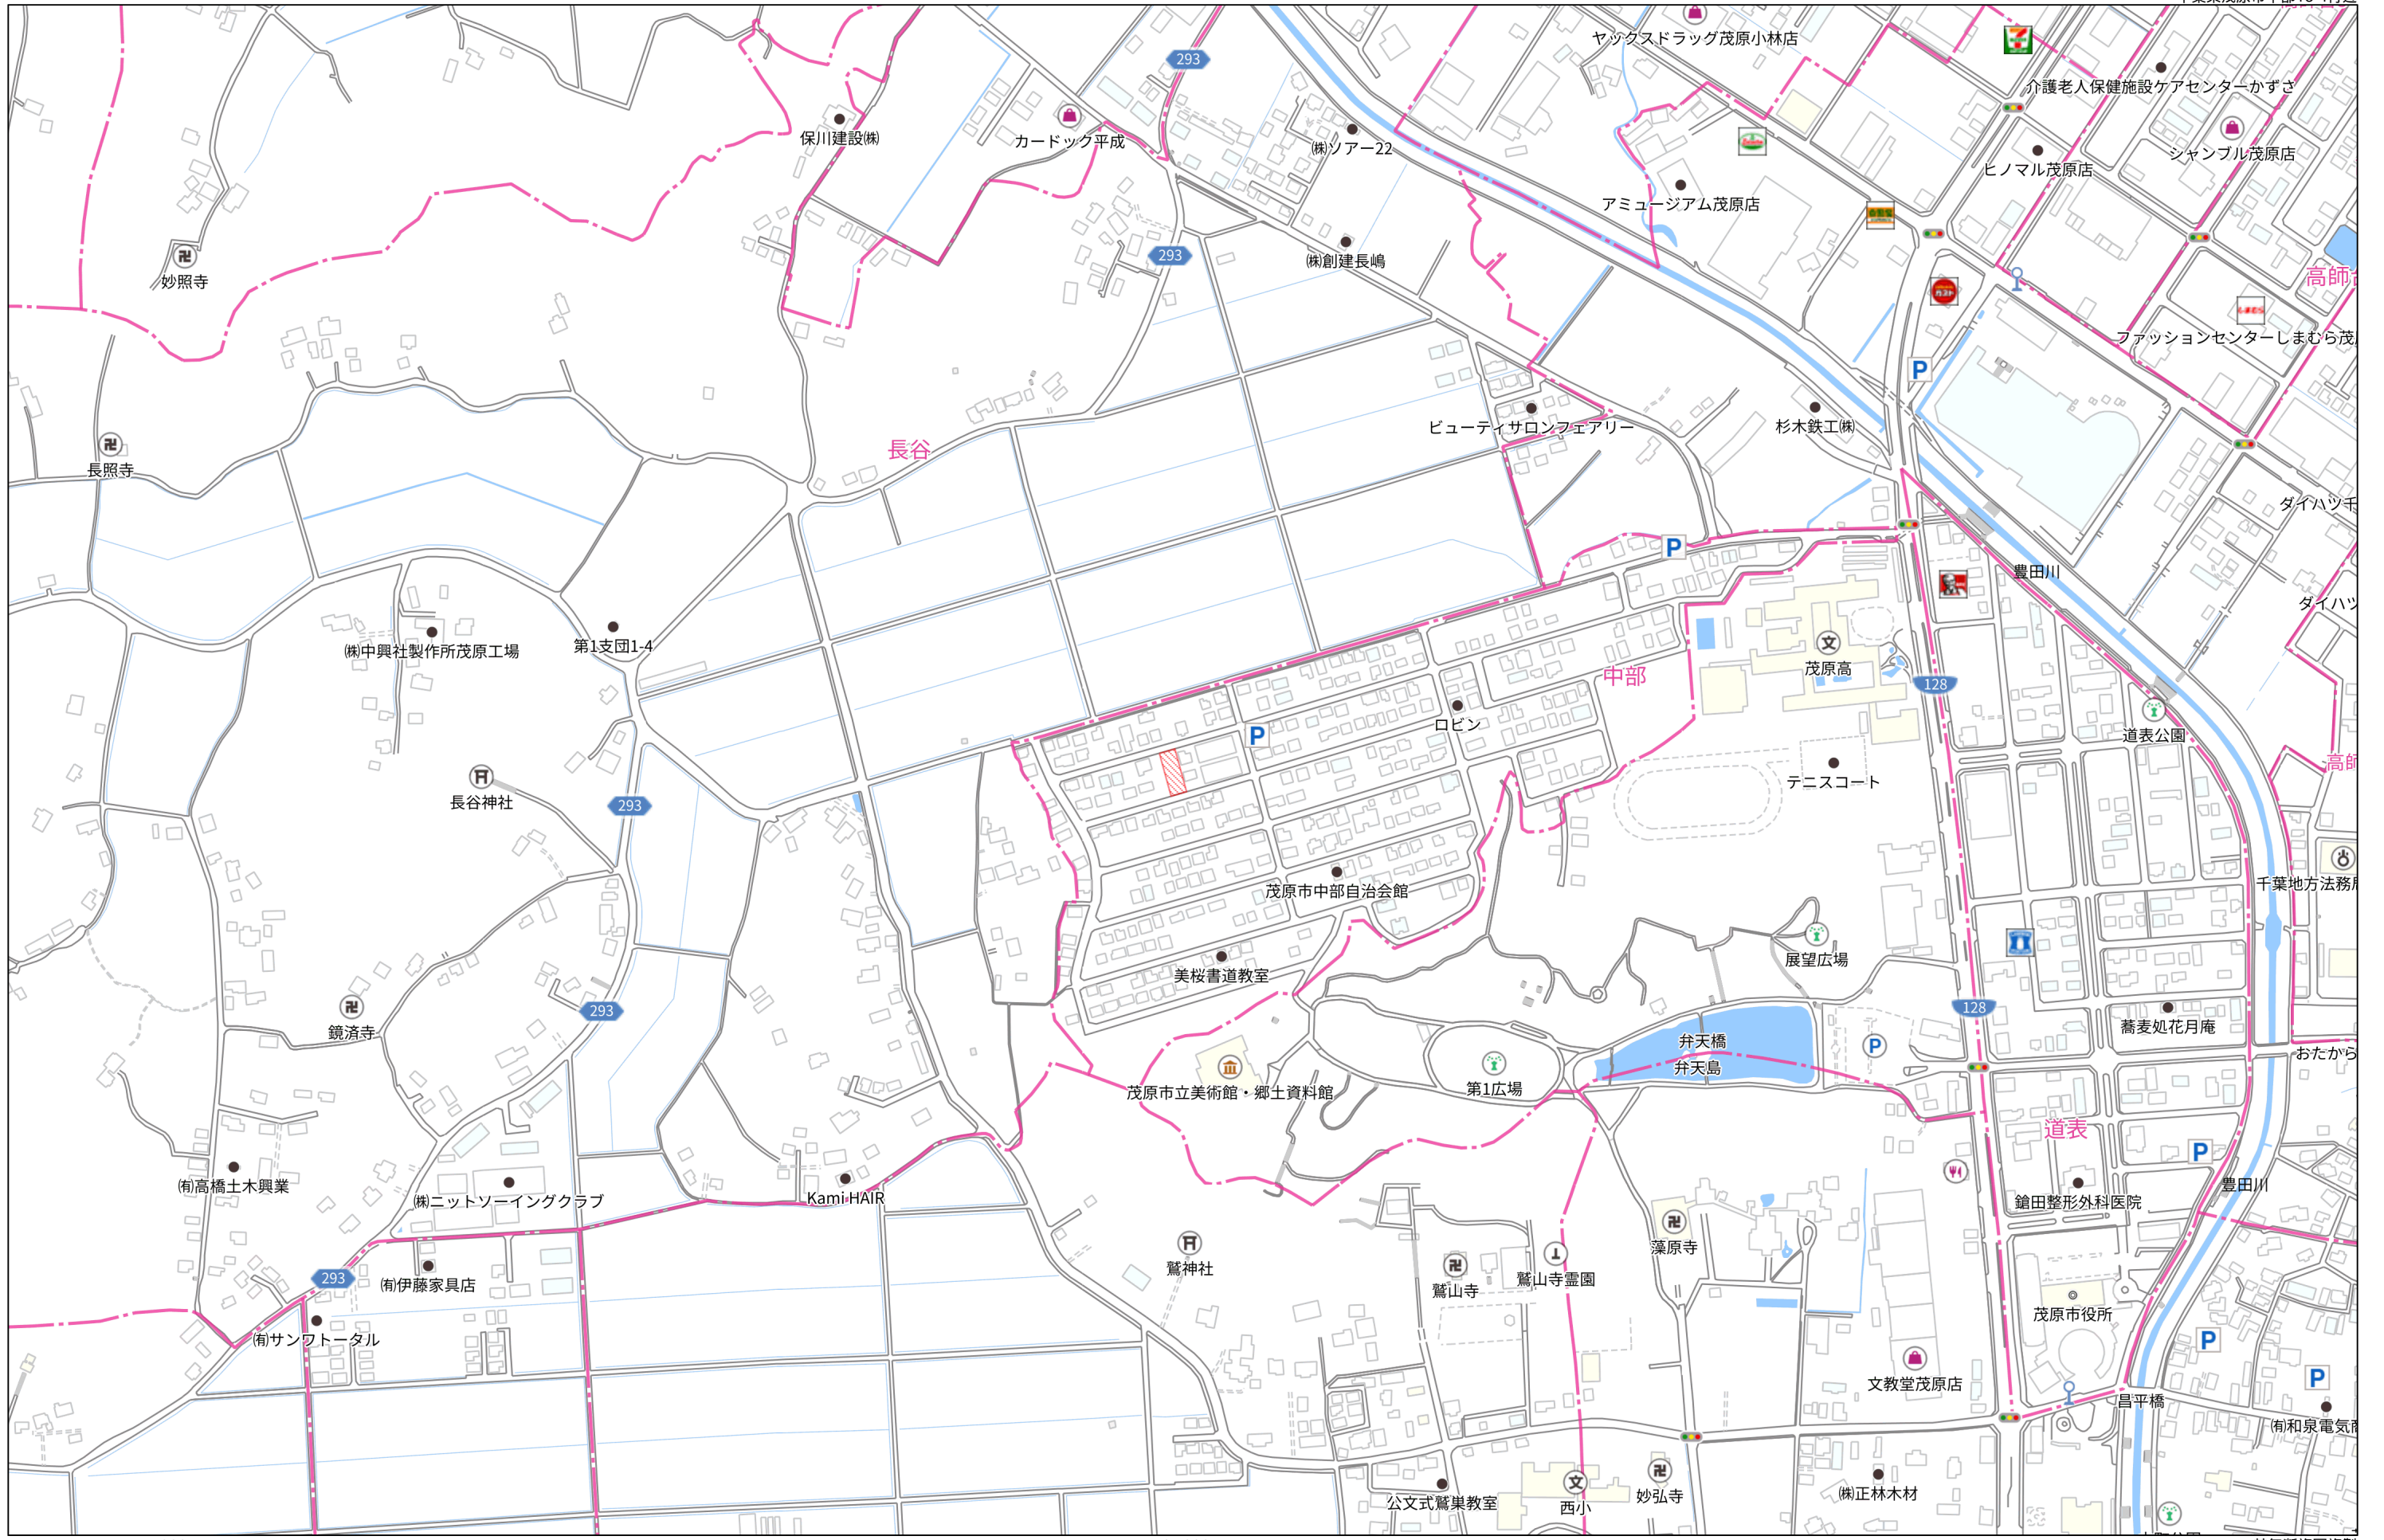 ヤックスドラッグ茂原小林店
293
介護老人保健施設ケアセンターかずさ
保川建設㈱
カードック平成
㈱ソアー22
シャンブル茂原店
ヒノマル茂原店
アミュージアム茂原店
293
㈱創建長嶋
妙照寺
高師台
ファッションセンターしまむら茂原
P
ビューティサロンフェアリー
杉木鉄工㈱
長谷
長照寺
ダイハツ千
P
豊田川
ダイハツ
㈱中興社製作所茂原工場
第1支団1-4
茂原高
中部
128
ロビン
P
道表公園
高師
テニスコート
長谷神社
293
茂原市中部自治会館
千葉地方法務局
展望広場
美桜書道教室
293
128
鏡済寺
蕎麦処花月庵
弁天橋
P
おたから
弁天島
第1広場
茂原市立美術館・郷土資料館
道表
P
㈲高橋土木興業
豊田川
Kami HAIR
㈱ニットソーイングクラブ
鎗田整形外科医院
藻原寺
鷲神社
293
㈲伊藤家具店
鷲山寺
鷲山寺霊園
茂原市役所
㈲サンワトータル
P
文教堂茂原店
P
昌平橋
㈲和泉電気商
㈱正林木材
公文式鷲巣教室
西小
妙弘寺